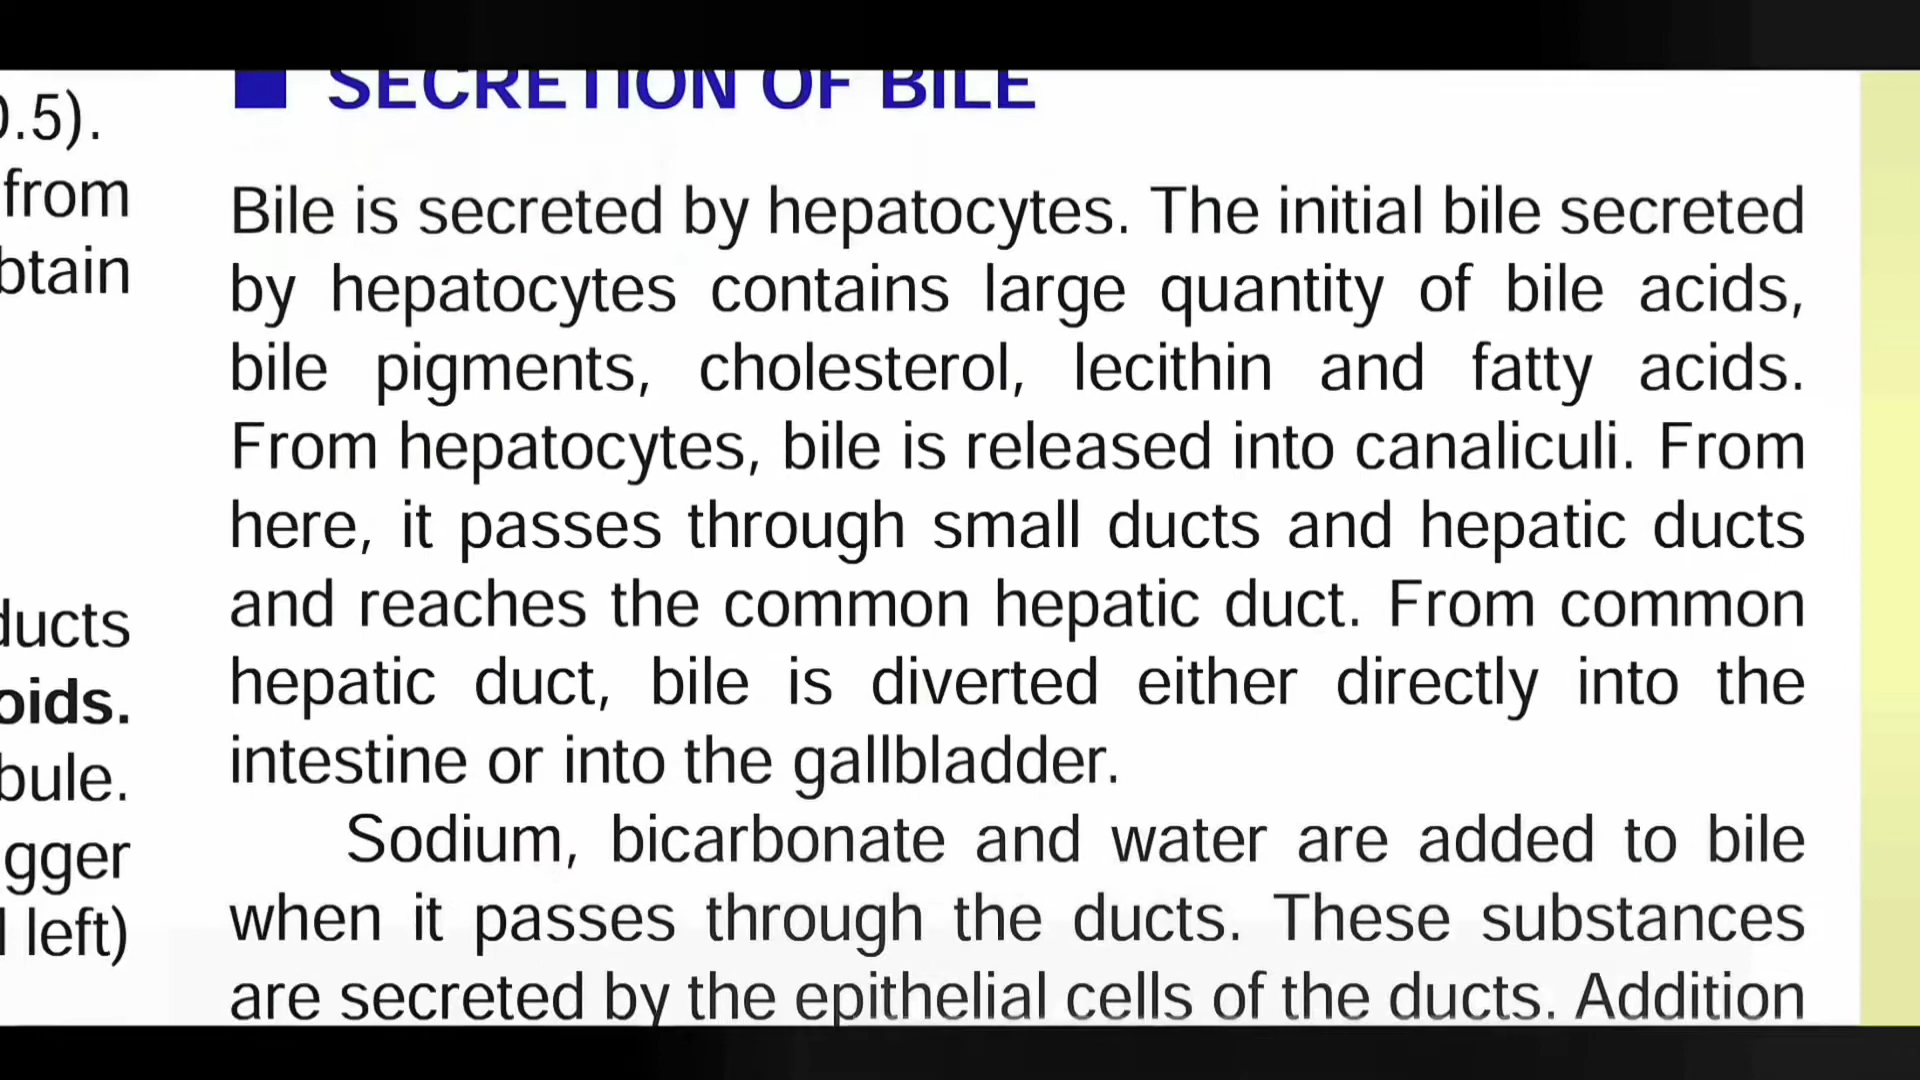 0.5).
from
btain
ducts
oids.
bule.
gger
left)
SECRETION OF BILE
Bile is secreted by hepatocytes. The initial bile secreted
by hepatocytes contains large quantity of bile acids,
bile pigments, cholesterol, lecithin and fatty acids.
From hepatocytes, bile is released into canaliculi. From
here, it passes through small ducts and hepatic ducts
and reaches the common hepatic duct. From common
hepatic duct, bile is diverted either directly into the
intestine or into the gallbladder.
Sodium, bicarbonate and water are added to bile
when it passes through the ducts. These substances
are secreted by the epithelial cells of the ducts. Addition